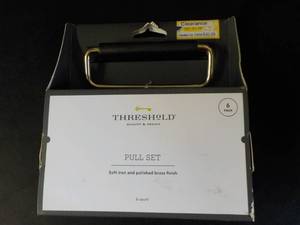 Clearance
6
PACK
THRESHOLD
QUALITY & DESIGN
PULL SET
Soft iron and polished brass finish